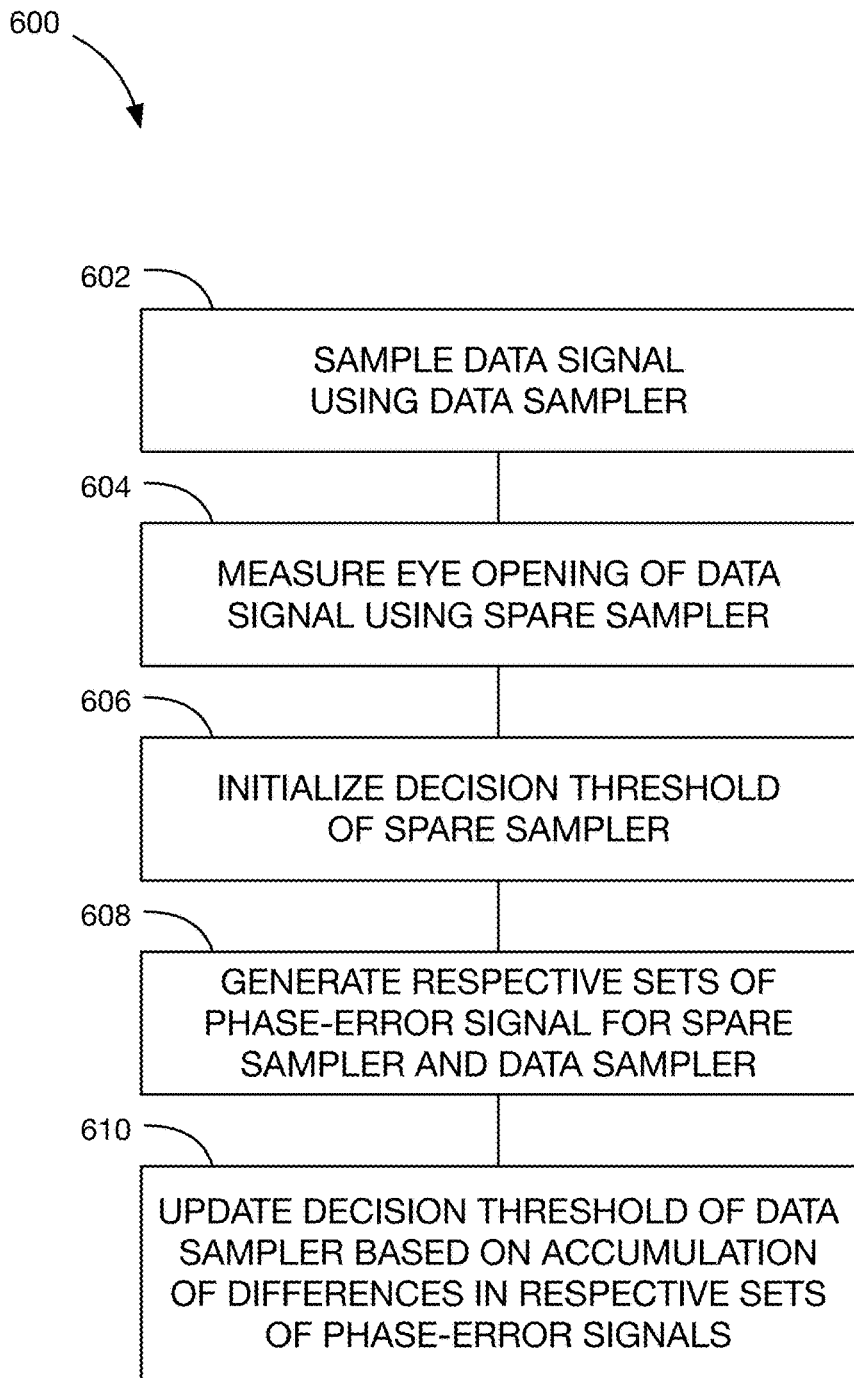 600
602
SAMPLE DATA SIGNAL
USING DATA SAMPLER
604
MEASURE EYE OPENING OF DATA
SIGNAL USING SPARE SAMPLER
606
INITIALIZE DECISION THRESHOLD
OF SPARE SAMPLER
608
GENERATE RESPECTIVE SETS OF
PHASE-ERROR SIGNAL FOR SPARE
SAMPLER AND DATA SAMPLER
610
UPDATE DECISION THRESHOLD OF DATA
SAMPLER BASED ON ACCUMULATION
OF DIFFERENCES IN RESPECTIVE SETS
OF PHASE-ERROR SIGNALS